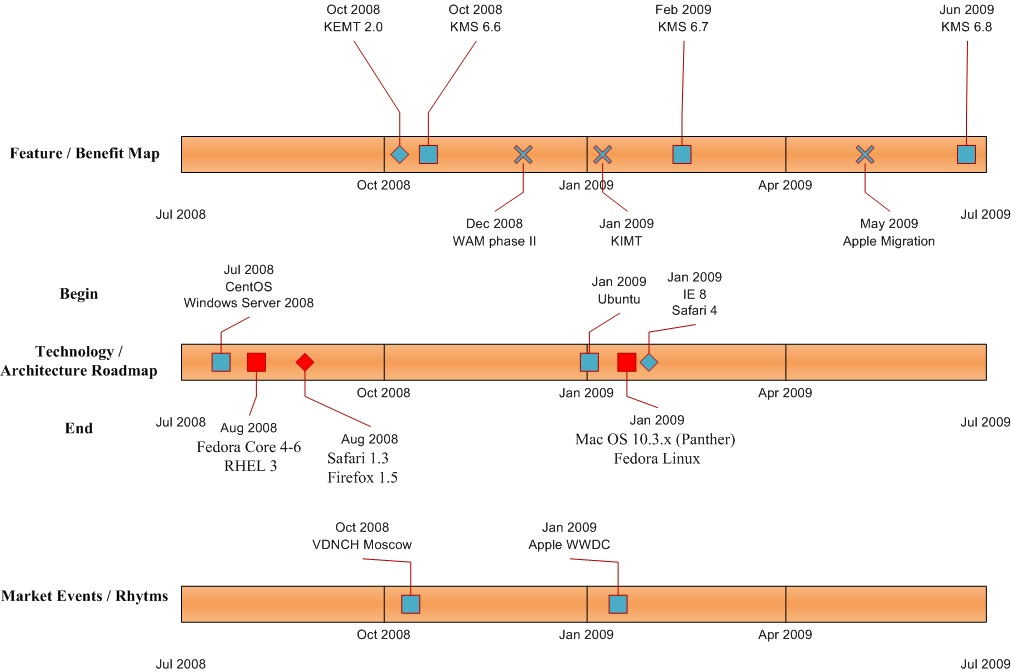 Oct 2008
KEMT 2.0
Oct 2008
KMS 6.6
Feb 2009
KMS 6.7
Jun 2009
KMS 6.8
Feature / Benefit Map
Oct 2008
Jan 2009
Apr 2009
Jul 2008
Jul 2009
Dec 2008
WAM phase II
Jan 2009
KIMT
May 2009
Apple Migration
Begin
Jul 2008
CentOS
Windows Server 2008
Jan 2009
Ubuntu
Jan 2009
IE 8
Safari 4
Technology /
Architecture Roadmap
Oct 2008
Jan 2009
Apr 2009
Jul 2008
Jul 2009
End
Aug 2008
Fedora Core 4-6
RHEL 3
Aug 2008
Safari 1.3
Firefox 1.5
Jan 2009
Mac OS 10.3.x (Panther)
Fedora Linux
Oct 2008
VDNCH Moscow
Jan 2009
Apple WWDC
Market Events / Rhytms
Oct 2008
Jan 2009
Apr 2009
Jul 2008
Jul 2009